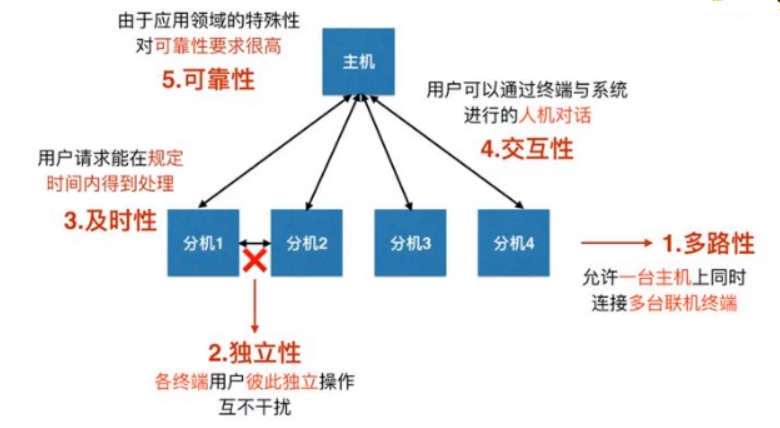 由于应用领域的特殊性
对可靠性要求很高
5.可靠性
主机
用户可以通过终端与系统
进行的人机对话
4.交互性
用户请求能在规定
时间内得到处理
3.及时性
分机1
分机2
分机3
分机4
1.多路性
允许一台主机上同时
连接多台联机终端
2.独立性
各终端用户彼此独立操作
互不干扰